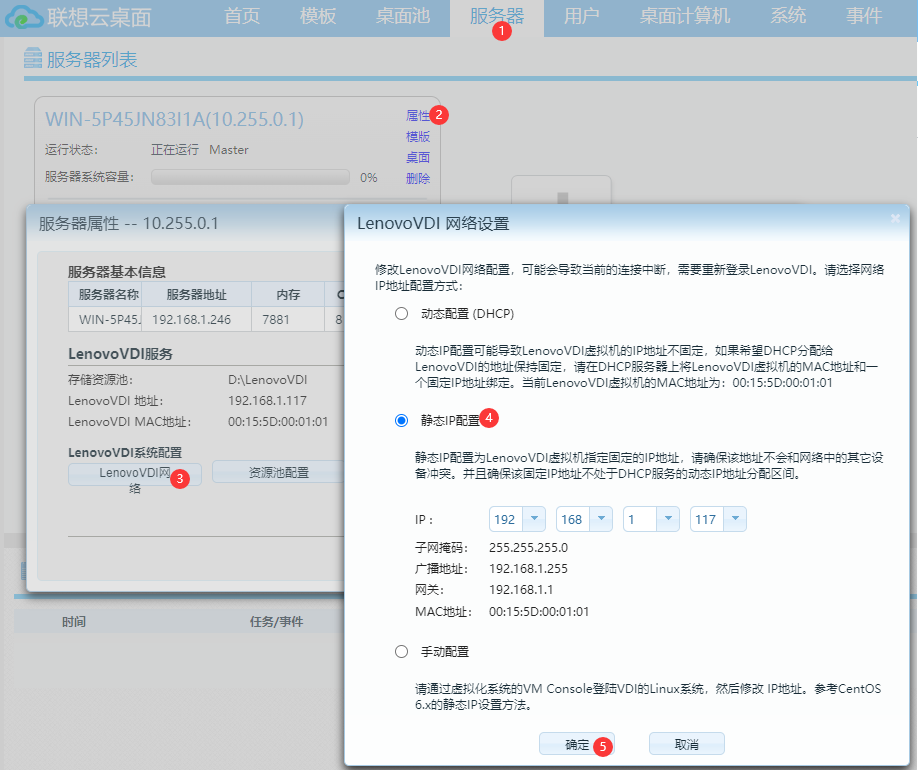 联想云桌面 首页 模板 桌面池 服务器 用户 桌面计算机 系统 事件
1
服务器列表
WIN-5P45JN83I1A(10.255.0.1) 属性 2
模版
运行状态: 正在运行 Master
桌面
服务器系统容量: 0% 删除
服务器属性 -- 10.255.0.1
服务器基本信息
服务器名称 服务器地址 内存 C
WIN-5P45J 192.168.1.246 7881 8
LenovoVDI服务
存储资源池: D:\LenovoVDI
LenovoVDI 地址: 192.168.1.117
LenovoVDI MAC地址: 00:15:5D:00:01:01
LenovoVDI系统配置
LenovoVDI网络 3 资源池配置
时间 任务/事件
LenovoVDI 网络设置
修改LenovoVDI网络配置，可能会导致当前的连接中断，需要重新登录LenovoVDI。请选择网络
IP地址配置方式:
动态配置 (DHCP)
动态IP配置可能导致LenovoVDI虚拟机的IP地址不固定，如果希望DHCP分配给
LenovoVDI的地址保持固定，请在DHCP服务器上将LenovoVDI虚拟机的MAC地址和一
个固定IP地址绑定。当前LenovoVDI虚拟机的MAC地址为：00:15:5D:00:01:01
静态IP配置 4
静态IP配置为LenovoVDI虚拟机指定固定的IP地址，请确保该地址不会和网络中的其它设
备冲突。并且确保该固定IP地址不处于DHCP服务的动态IP地址分配区间。
IP : 192 168 1 117
子网掩码: 255.255.255.0
广播地址: 192.168.1.255
网关: 192.168.1.1
MAC地址: 00:15:5D:00:01:01
手动配置
请通过虚拟化系统的VM Console登陆VDI的Linux系统，然后修改 IP地址。参考CentOS
6.x的静态IP设置方法。
确定 5 取消